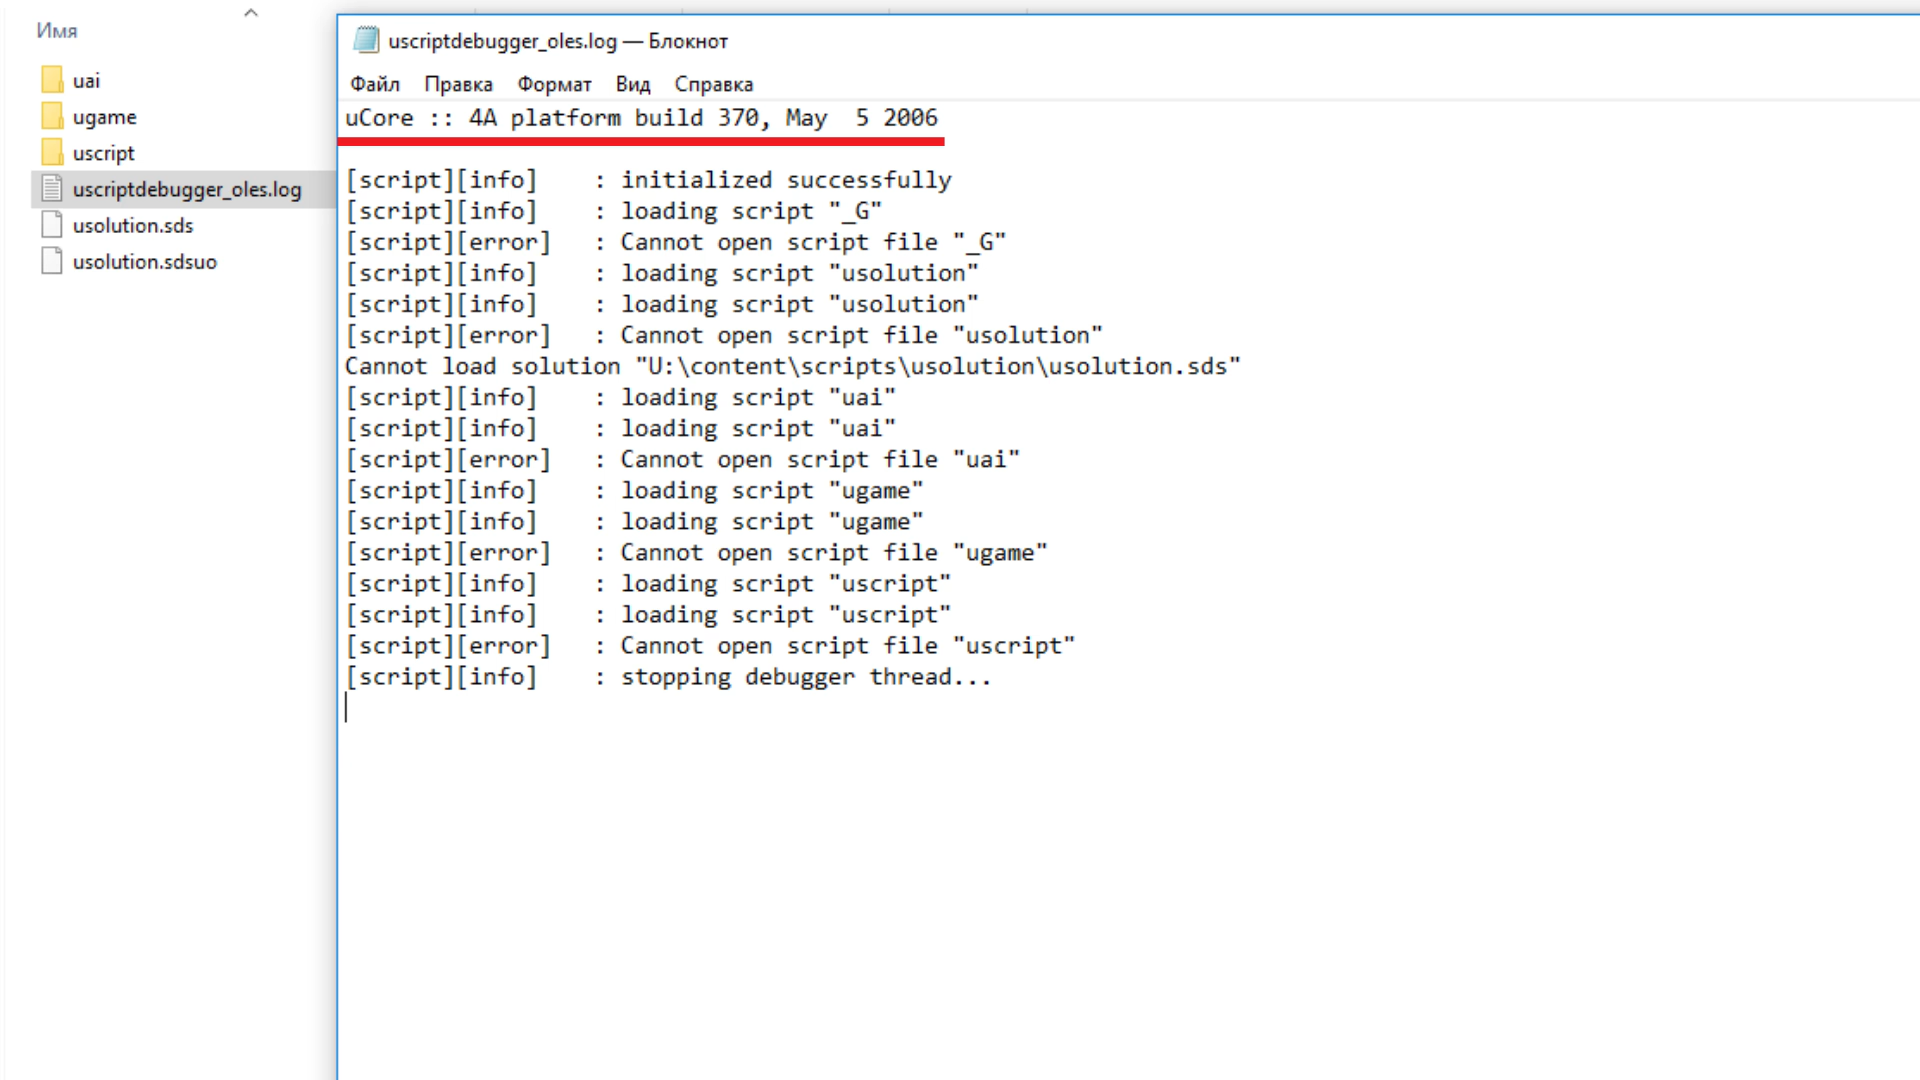 Имя
uai
ugame
uscript
uscriptdebugger_oles.log
usolution.sds
usolution.sdsuo
uscriptdebugger_oles.log — Блокнот
Файл Правка Формат Вид Справка
uCore :: 4A platform build 370, May  5 2006
[script][info]    : initialized successfully
[script][info]    : loading script "_G"
[script][error]   : Cannot open script file "_G"
[script][info]    : loading script "usolution"
[script][info]    : loading script "usolution"
[script][error]   : Cannot open script file "usolution"
Cannot load solution "U:\content\scripts\usolution\usolution.sds"
[script][info]    : loading script "uai"
[script][info]    : loading script "uai"
[script][error]   : Cannot open script file "uai"
[script][info]    : loading script "ugame"
[script][info]    : loading script "ugame"
[script][error]   : Cannot open script file "ugame"
[script][info]    : loading script "uscript"
[script][info]    : loading script "uscript"
[script][error]   : Cannot open script file "uscript"
[script][info]    : stopping debugger thread...